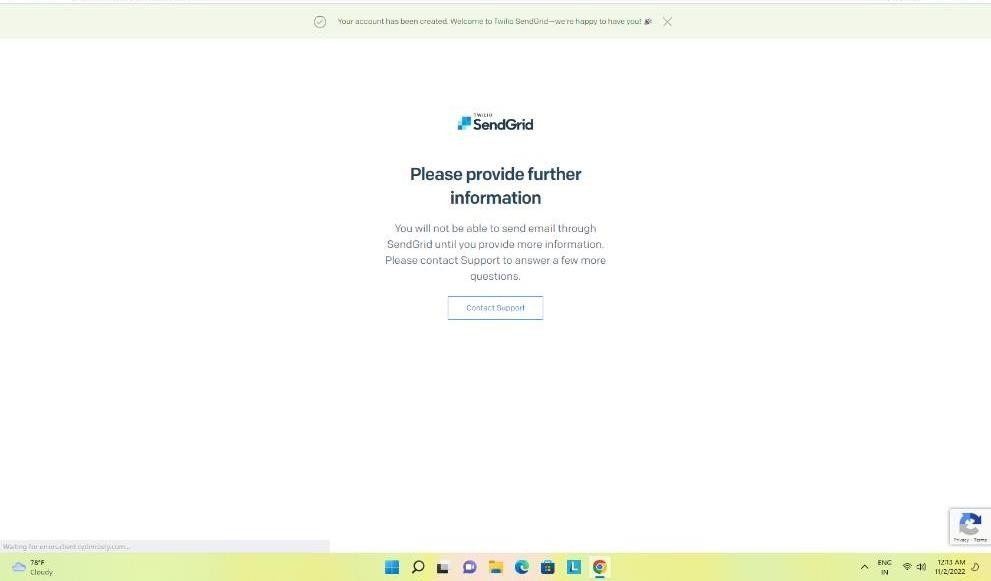 Your account has been created. Welcome to Twilio SendGrid—we're happy to have you! 🎉
TWILIO
SendGrid
Please provide further
information
You will not be able to send email through
SendGrid until you provide more information.
Please contact Support to answer a few more
questions.
Contact Support
Privacy - Terms
Waiting for errors.client.optimizely.com...
78°F
Cloudy
ENG
IN
12:13 AM
11/2/2022